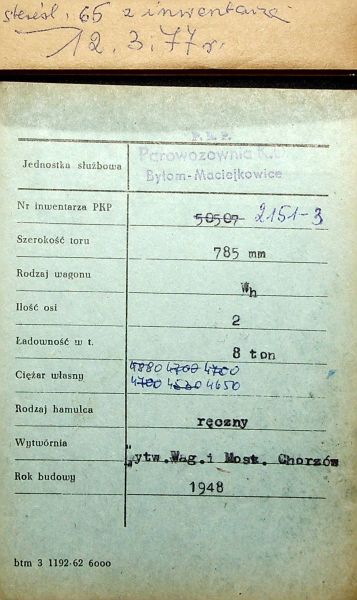 skreśl. 65 z inwentarza
12.3.77r.
P. K. P.
Jednostka służbowa Parowozownia
Bytom-Maciejkowice
Nr inwentarza PKP 50507 2151-3
Szerokość toru 785 mm
Rodzaj wagonu Wh
Ilość osi 2
Ładowność w t. 8 ton
Ciężar własny 4880 4700 4700
4700 4520 4650
Rodzaj hamulca ręczny
Wytwórnia Wytw.Wag.i Most. Chorzów
Rok budowy 1948
btm 3 1192-62 6000